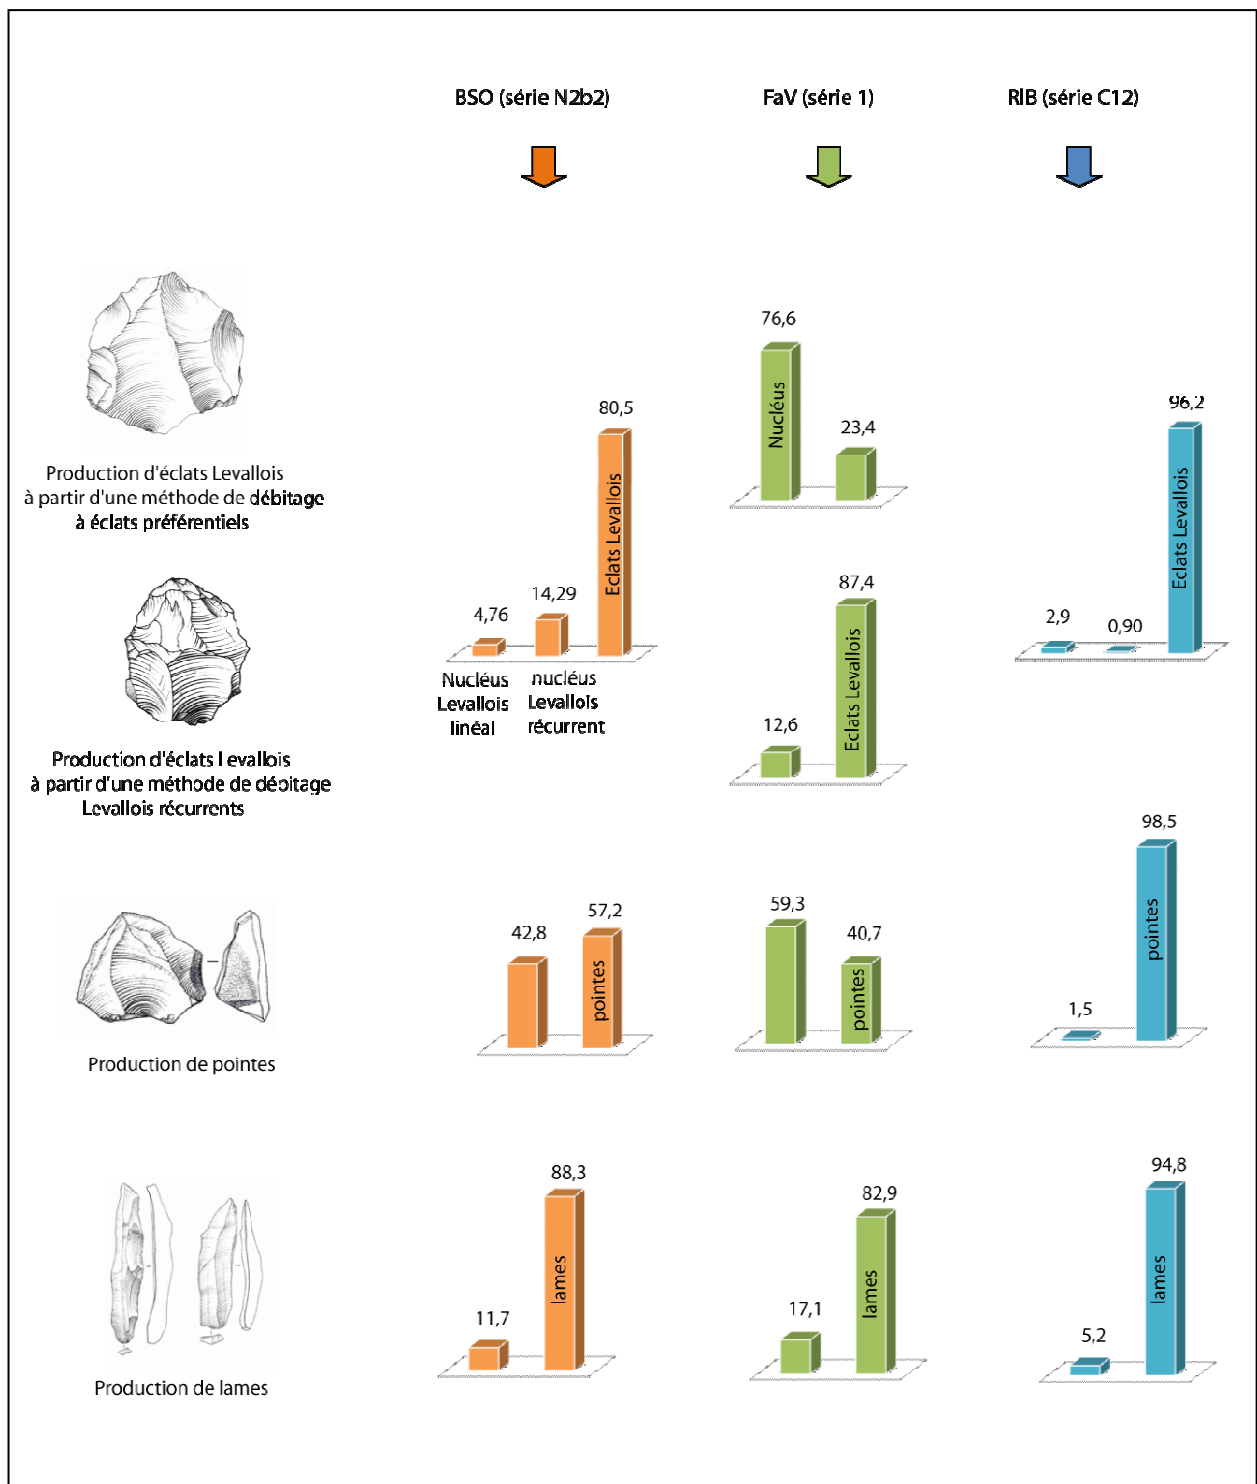 BSO (série N2b2)
FaV (série 1)
RIB (série C12)
76,6
Nucléus
23,4
80,5
Eclats Levallois
4,76
14,29
Nucléus
Levallois
linéal
nucléus
Levallois
récurrent
96,2
Eclats Levallois
2,9
0,90
Production d'éclats Levallois
à partir d'une méthode de débitage
à éclats préférentiels
87,4
Eclats Levallois
12,6
Production d'éclats Levallois
à partir d'une méthode de débitage
Levallois récurrents
42,8
57,2
pointes
59,3
40,7
pointes
1,5
98,5
pointes
Production de pointes
11,7
88,3
lames
17,1
82,9
lames
5,2
94,8
lames
Production de lames